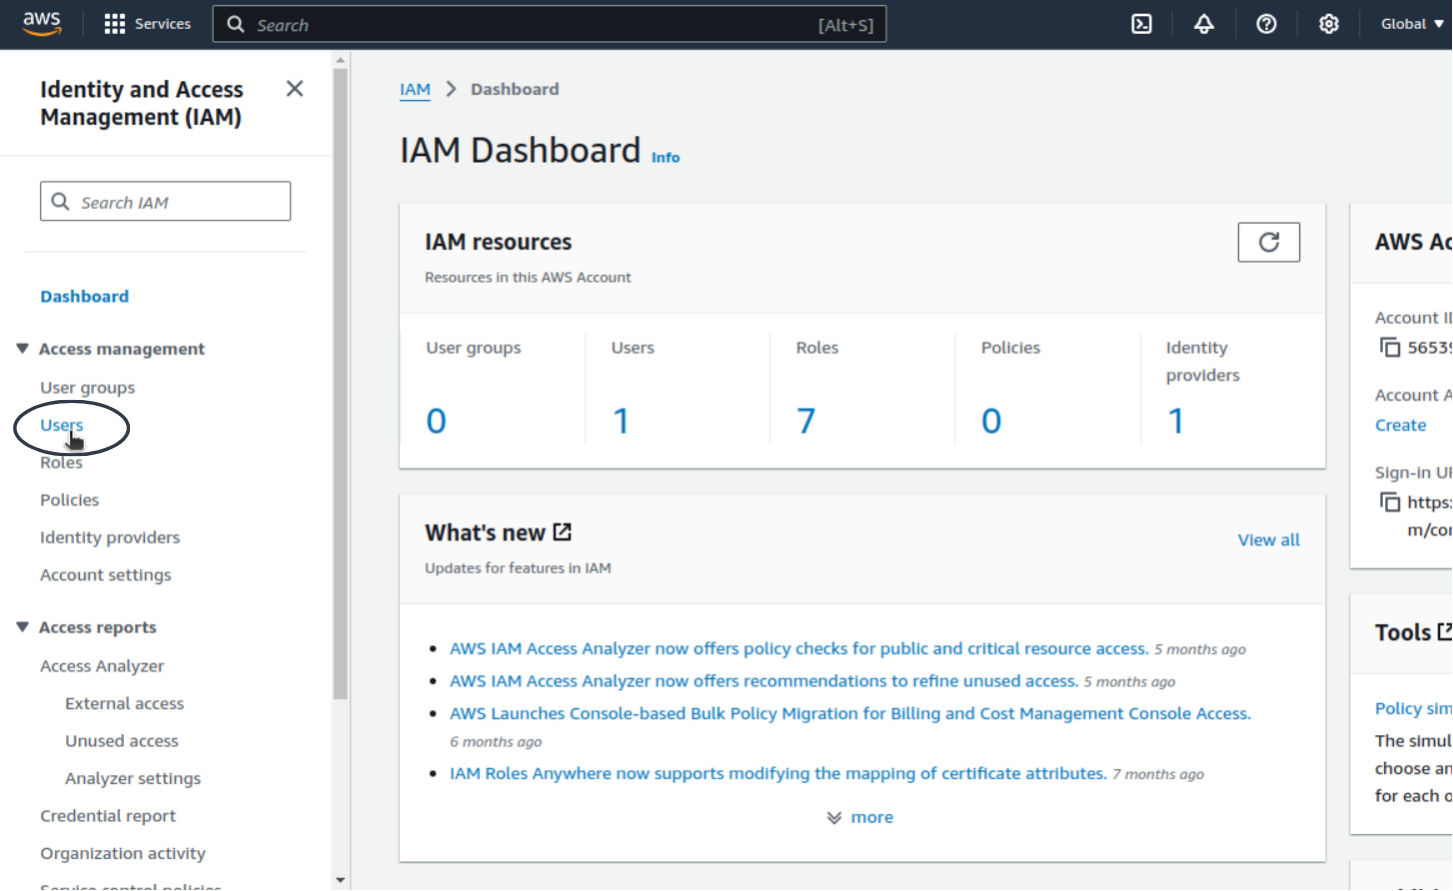 aws
Services
Search
[Alt+S]
Global
Identity and Access
Management (IAM)
Search IAM
Dashboard
Access management
User groups
Users
Roles
Policies
Identity providers
Account settings
Access reports
Access Analyzer
External access
Unused access
Analyzer settings
Credential report
Organization activity
Service control policies
IAM > Dashboard
IAM Dashboard Info
IAM resources
Resources in this AWS Account
User groups
0
Users
1
Roles
7
Policies
0
Identity
providers
1
What's new
View all
Updates for features in IAM
AWS IAM Access Analyzer now offers policy checks for public and critical resource access. 5 months ago
AWS IAM Access Analyzer now offers recommendations to refine unused access. 5 months ago
AWS Launches Console-based Bulk Policy Migration for Billing and Cost Management Console Access.
6 months ago
IAM Roles Anywhere now supports modifying the mapping of certificate attributes. 7 months ago
more
AWS Ac
Account ID
56539
Account A
Create
Sign-in UR
https:
m/con
Tools
Policy sim
The simul
choose an
for each o